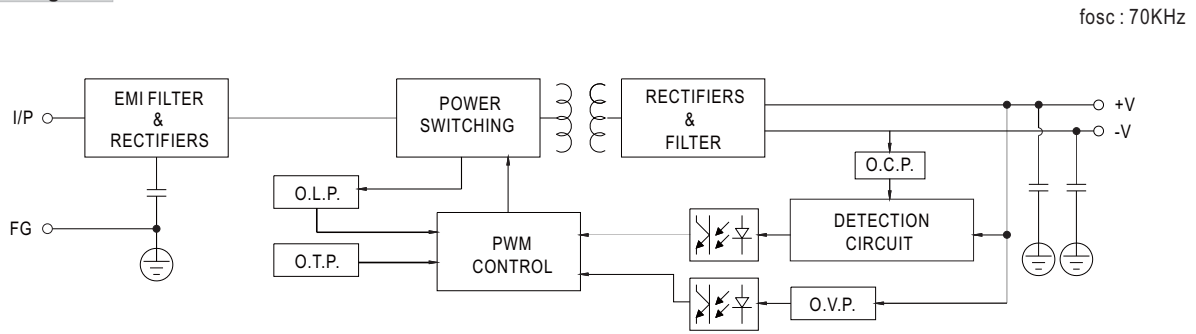 fosc : 70KHz
I/P
EMI FILTER
&
RECTIFIERS
POWER
SWITCHING
RECTIFIERS
&
FILTER
+V
-V
O.C.P.
O.L.P.
FG
PWM
CONTROL
DETECTION
CIRCUIT
O.T.P.
O.V.P.